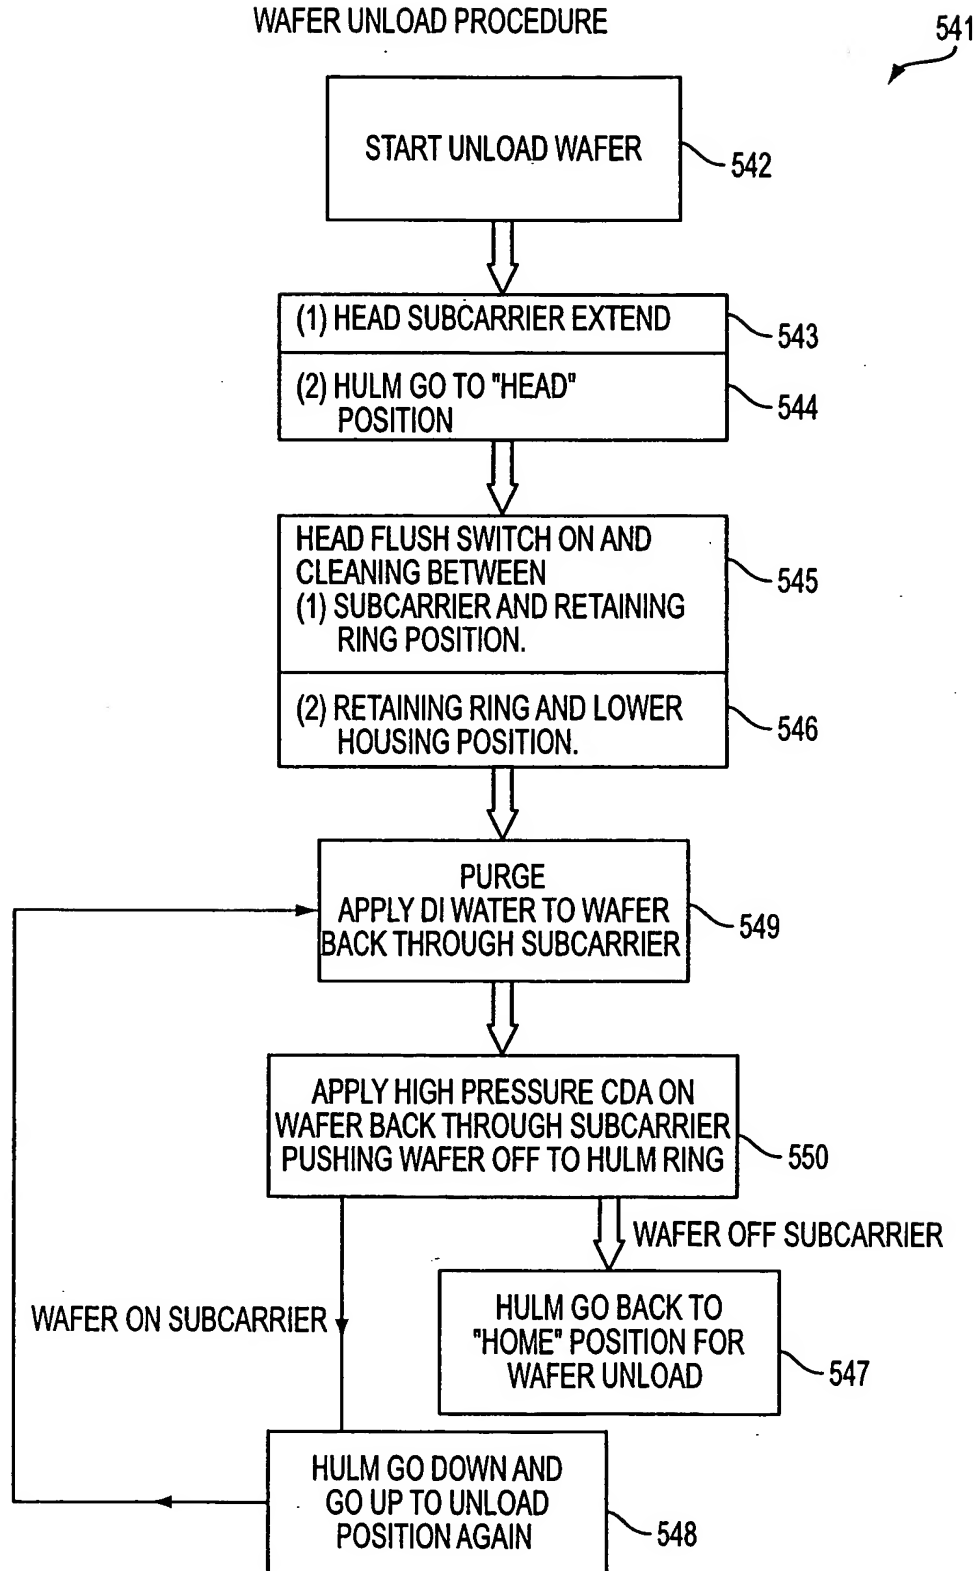 WAFER UNLOAD PROCEDURE
541
START UNLOAD WAFER
542
(1) HEAD SUBCARRIER EXTEND
543
(2) HULM GO TO "HEAD"
POSITION
544
HEAD FLUSH SWITCH ON AND
CLEANING BETWEEN
(1) SUBCARRIER AND RETAINING
RING POSITION.
545
(2) RETAINING RING AND LOWER
HOUSING POSITION.
546
PURGE
APPLY DI WATER TO WAFER
BACK THROUGH SUBCARRIER
549
APPLY HIGH PRESSURE CDA ON
WAFER BACK THROUGH SUBCARRIER
PUSHING WAFER OFF TO HULM RING
550
WAFER OFF SUBCARRIER
WAFER ON SUBCARRIER
HULM GO BACK TO
"HOME" POSITION FOR
WAFER UNLOAD
547
HULM GO DOWN AND
GO UP TO UNLOAD
POSITION AGAIN
548